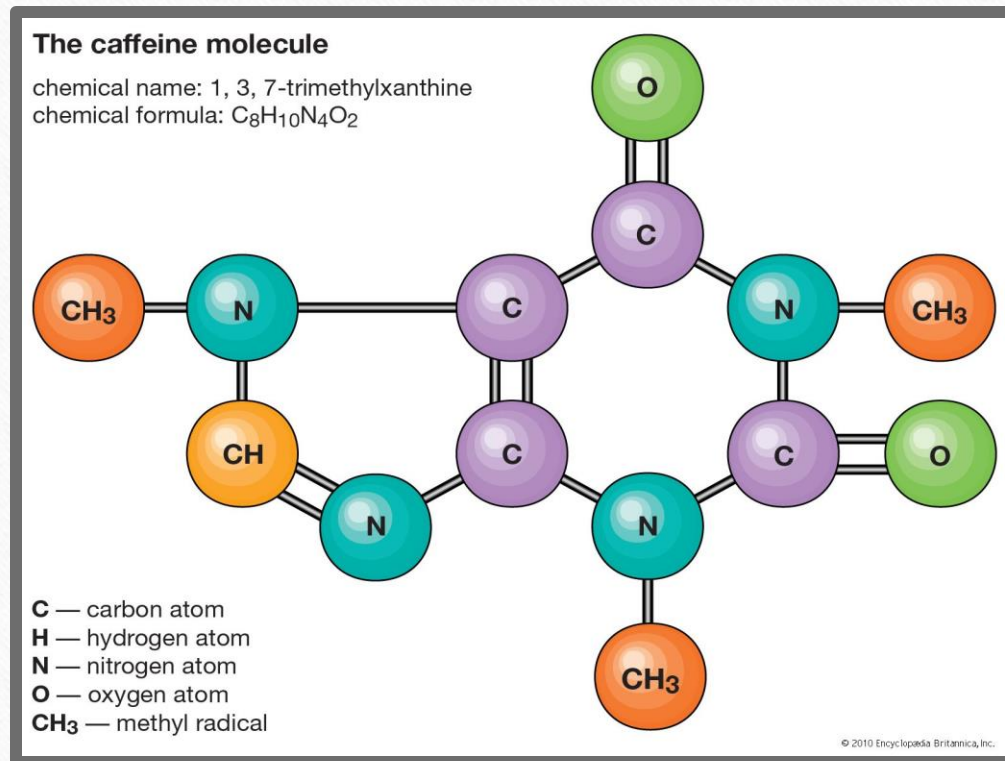 The caffeine molecule
chemical name: 1, 3, 7-trimethylxanthine
chemical formula: C₈H₁₀N₄O₂
O
C
CH₃
N
C
N
CH₃
CH
C
C
O
N
N
CH₃
C — carbon atom
H — hydrogen atom
N — nitrogen atom
O — oxygen atom
CH₃ — methyl radical
© 2010 Encyclopædia Britannica, Inc.